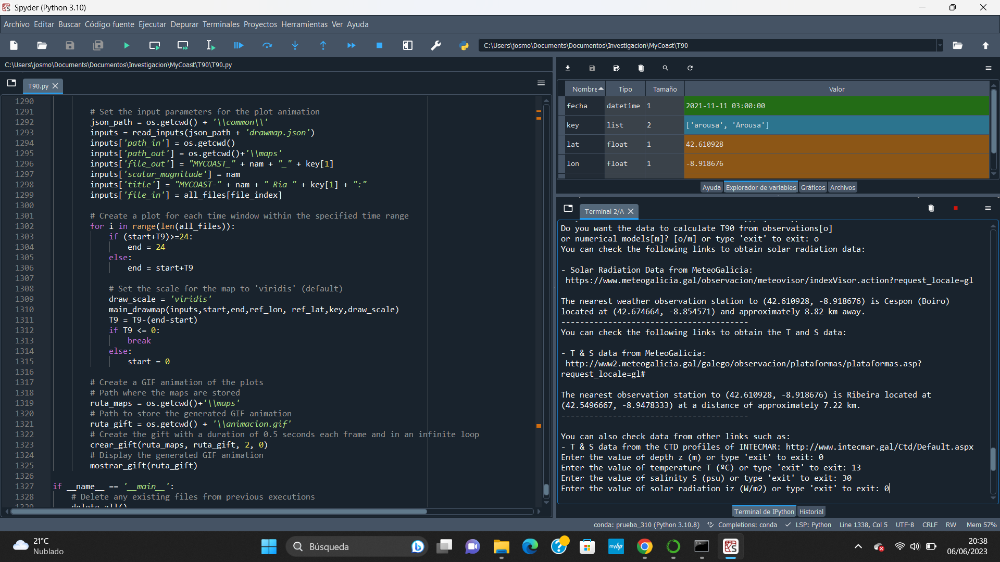 Spyder (Python 3.10)
Archivo Editar Buscar Código fuente Ejecutar Depurar Terminales Proyectos Herramientas Ver Ayuda
C:\Users\josmo\Documents\Documentos\Investigacion\MyCoast\T90
C:\Users\josmo\Documents\Documentos\Investigacion\MyCoast\T90\T90.py
T90.py
1290
1291 # Set the input parameters for the plot animation
1292 json_path = os.getcwd() + '\\common\\'
1293 inputs = read_inputs(json_path + 'drawmap.json')
1294 inputs['path_in'] = os.getcwd()
1295 inputs['path_out'] = os.getcwd()+'\\maps'
1296 inputs['file_out'] = "MYCOAST_" + nam + "_" + key[1]
1297 inputs['scalar_magnitude'] = nam
1298 inputs['title'] = "MYCOAST-" + nam + " Ria " + key[1] + ":"
1299 inputs['file_in'] = all_files[file_index]
1300
1301 # Create a plot for each time window within the specified time range
1302 for i in range(len(all_files)):
1303 if (start+T9)>=24:
1304 end = 24
1305 else:
1306 end = start+T9
1307
1308 # Set the scale for the map to 'viridis' (default)
1309 draw_scale = 'viridis'
1310 main_drawmap(inputs,start,end,ref_lon, ref_lat,key,draw_scale)
1311 T9 = T9-(end-start)
1312 if T9 <= 0:
1313 break
1314 else:
1315 start = 0
1316
1317 # Create a GIF animation of the plots
1318 # Path where the maps are stored
1319 ruta_maps = os.getcwd()+'\\maps'
1320 # Path to store the generated GIF animation
1321 ruta_gift = os.getcwd() + '\\animacion.gif'
1322 # Create the gift with a duration of 0.5 seconds each frame and in an infinite loop
1323 crear_gift(ruta_maps, ruta_gift, 2, 0)
1324 # Display the generated GIF animation
1325 mostrar_gift(ruta_gift)
1326
1327 if __name__ == '__main__':
1328 # Delete any existing files from previous executions
1329 delete_all()
Nombre Tipo Tamaño Valor
fecha datetime 1 2021-11-11 03:00:00
key list 2 ['arousa', 'Arousa']
lat float 1 42.610928
lon float 1 -8.918676
Ayuda Explorador de variables Gráficos Archivos
Terminal 2/A
Do you want the data to calculate T90 from observations[o]
or numerical models[m]? [o/m] or type 'exit' to exit: o
You can check the following links to obtain solar radiation data:
- Solar Radiation Data from MeteoGalicia:
https://www.meteogalicia.gal/observacion/meteovisor/indexVisor.action?request_locale=gl
The nearest weather observation station to (42.610928, -8.918676) is Cespon (Boiro)
located at (42.674664, -8.854571) and approximately 8.82 km away.
----------------------------------------
You can check the following links to obtain the T and S data:
- T & S data from MeteoGalicia:
http://www2.meteogalicia.gal/galego/observacion/plataformas/plataformas.asp?
request_locale=gl#
The nearest observation station to (42.610928, -8.918676) is Ribeira located at
(42.5496667, -8.9478333) at a distance of approximately 7.22 km.
----------------------------------------
You can also check data from other links such as:
- T & S data from the CTD profiles of INTECMAR: http://www.intecmar.gal/Ctd/Default.aspx
Enter the value of depth z (m) or type 'exit' to exit: 0
Enter the value of temperature T (ºC) or type 'exit' to exit: 13
Enter the value of salinity S (psu) or type 'exit' to exit: 30
Enter the value of solar radiation iz (W/m2) or type 'exit' to exit: 0
Terminal de IPython Historial
conda: prueba_310 (Python 3.10.8) Completions: conda LSP: Python Line 1338, Col 5 UTF-8 CRLF RW Mem 57%
21°C
Nublado
Búsqueda
myhp
20:38
06/06/2023